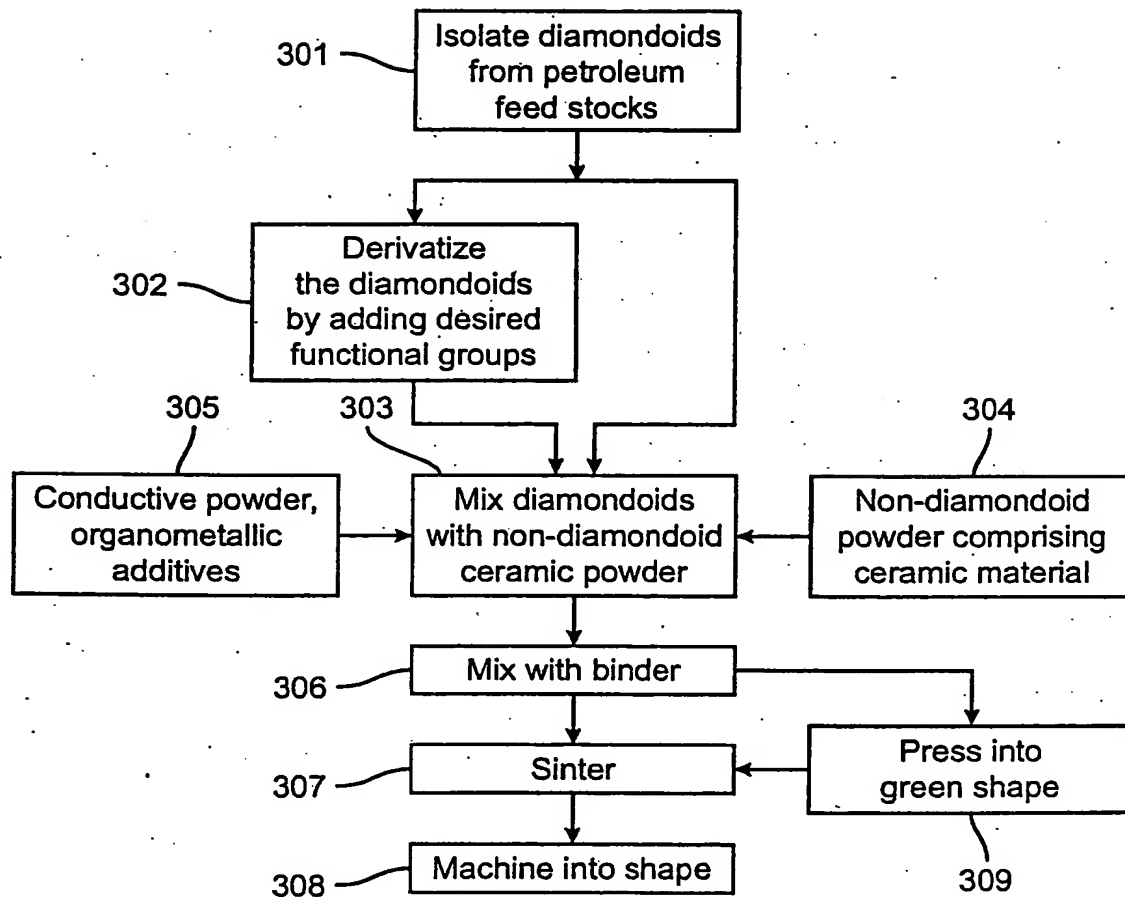 301
Isolate diamondoids
from petroleum
feed stocks
302
Derivatize
the diamondoids
by adding desired
functional groups
305
303
304
Conductive powder,
organometallic
additives
Mix diamondoids
with non-diamondoid
ceramic powder
Non-diamondoid
powder comprising
ceramic material
306
Mix with binder
307
Sinter
Press into
green shape
308
Machine into shape
309